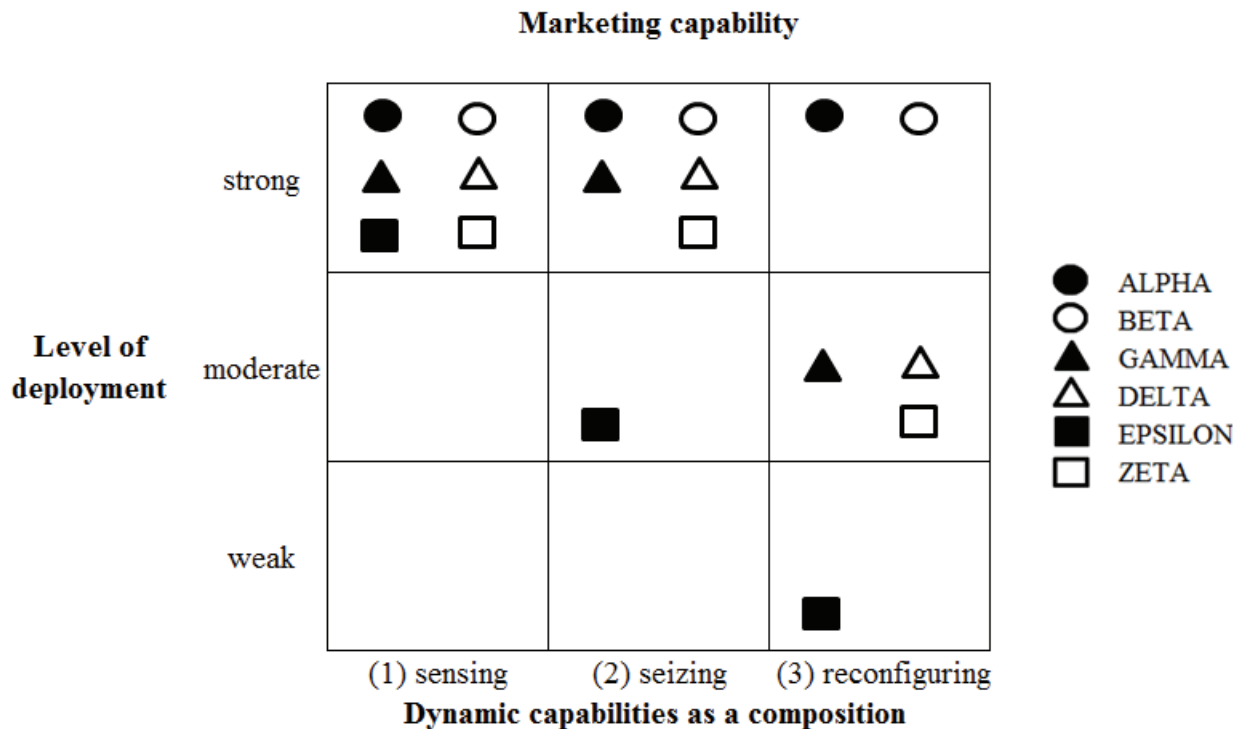 Marketing capability
strong
Level of
deployment
moderate
weak
ALPHA
BETA
GAMMA
DELTA
EPSILON
ZETA
(1) sensing
(2) seizing
(3) reconfiguring
Dynamic capabilities as a composition